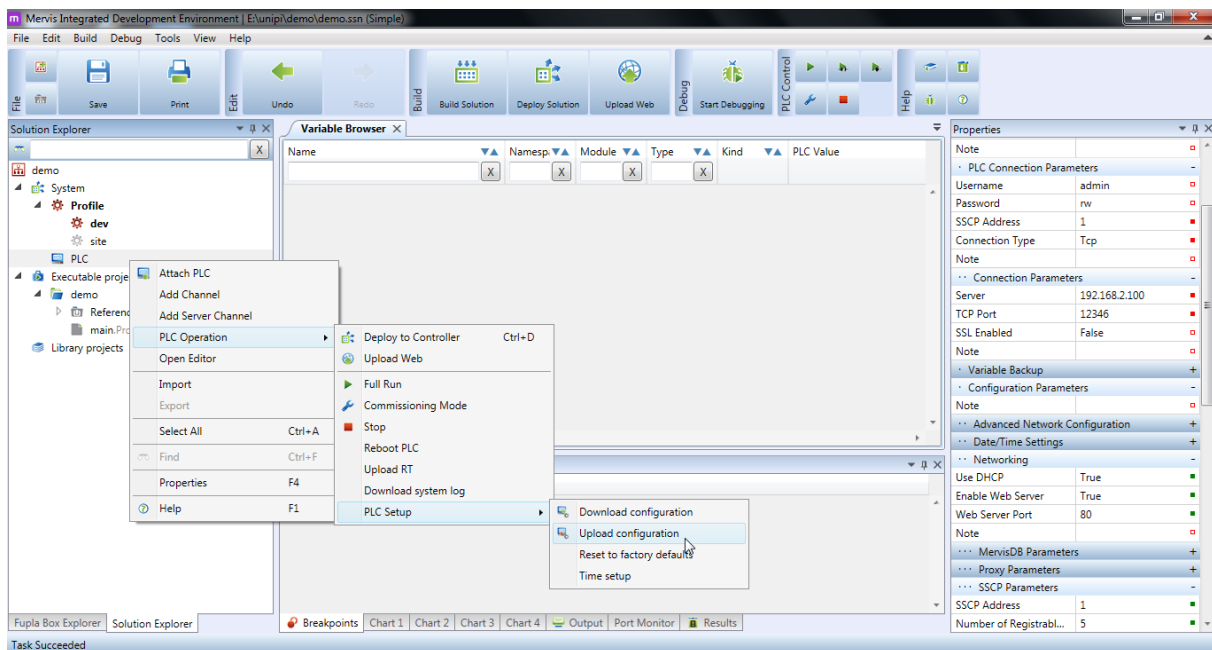 m Mervis Integrated Development Environment | E:\unipi\demo\demo.ssn (Simple)
File Edit Build Debug Tools View Help
File Save Print Edit Undo Redo Build Build Solution Deploy Solution Upload Web Debug Start Debugging PLC Control Help
Solution Explorer
X
demo
System
Profile
dev
site
PLC
Executable proje
demo
Referenc
main.Pro
Library projects
Fupla Box Explorer Solution Explorer
Attach PLC
Add Channel
Add Server Channel
PLC Operation
Open Editor
Import
Export
Select All Ctrl+A
Find Ctrl+F
Properties F4
Help F1
Deploy to Controller Ctrl+D
Upload Web
Full Run
Commissioning Mode
Stop
Reboot PLC
Upload RT
Download system log
PLC Setup
Download configuration
Upload configuration
Reset to factory defaults
Time setup
Variable Browser X
Name Namesp Module Type Kind PLC Value
X X X X
Breakpoints Chart 1 Chart 2 Chart 3 Chart 4 Output Port Monitor Results
Properties
Note
· PLC Connection Parameters -
Username admin
Password rw
SSCP Address 1
Connection Type Tcp
Note
·· Connection Parameters -
Server 192.168.2.100
TCP Port 12346
SSL Enabled False
Note
· Variable Backup +
· Configuration Parameters -
Note
·· Advanced Network Configuration +
·· Date/Time Settings +
·· Networking -
Use DHCP True
Enable Web Server True
Web Server Port 80
Note
··· MervisDB Parameters +
··· Proxy Parameters +
··· SSCP Parameters -
SSCP Address 1
Number of Registrabl... 5
Task Succeeded